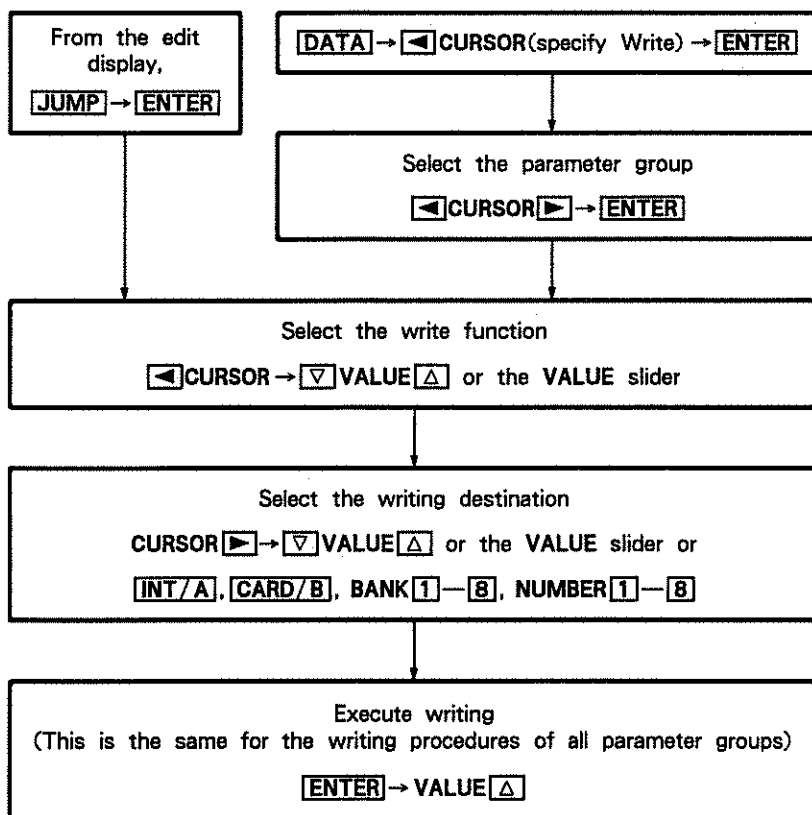 From the edit
display,
JUMP→ENTER
DATA→◀CURSOR(specify Write)→ENTER
Select the parameter group
◀CURSOR▶→ENTER
Select the write function
◀CURSOR→▽VALUE△ or the VALUE slider
Select the writing destination
CURSOR▶→▽VALUE△ or the VALUE slider or
INT/A, CARD/B, BANK 1—8, NUMBER 1—8
Execute writing
(This is the same for the writing procedures of all parameter groups)
ENTER→VALUE△